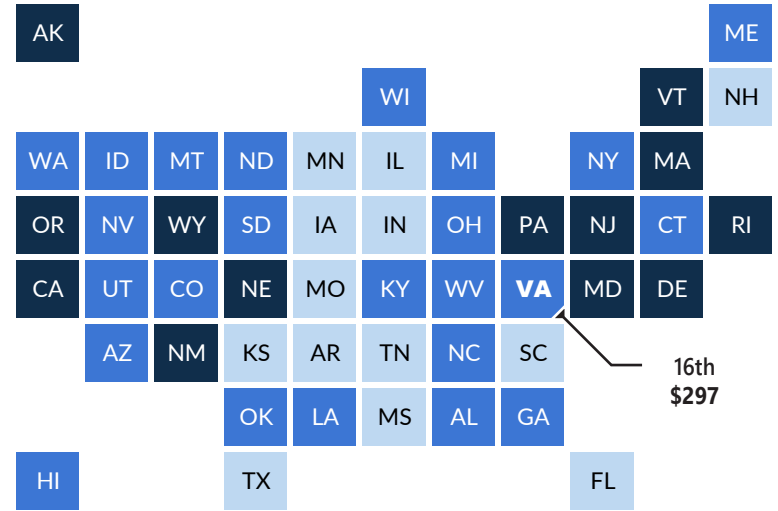 AK ME
WI VT NH
WA ID MT ND MN IL MI NY MA
OR NV WY SD IA IN OH PA NJ CT RI
CA UT CO NE MO KY WV VA MD DE
AZ NM KS AR TN NC SC
16th
$297
OK LA MS AL GA
HI TX FL